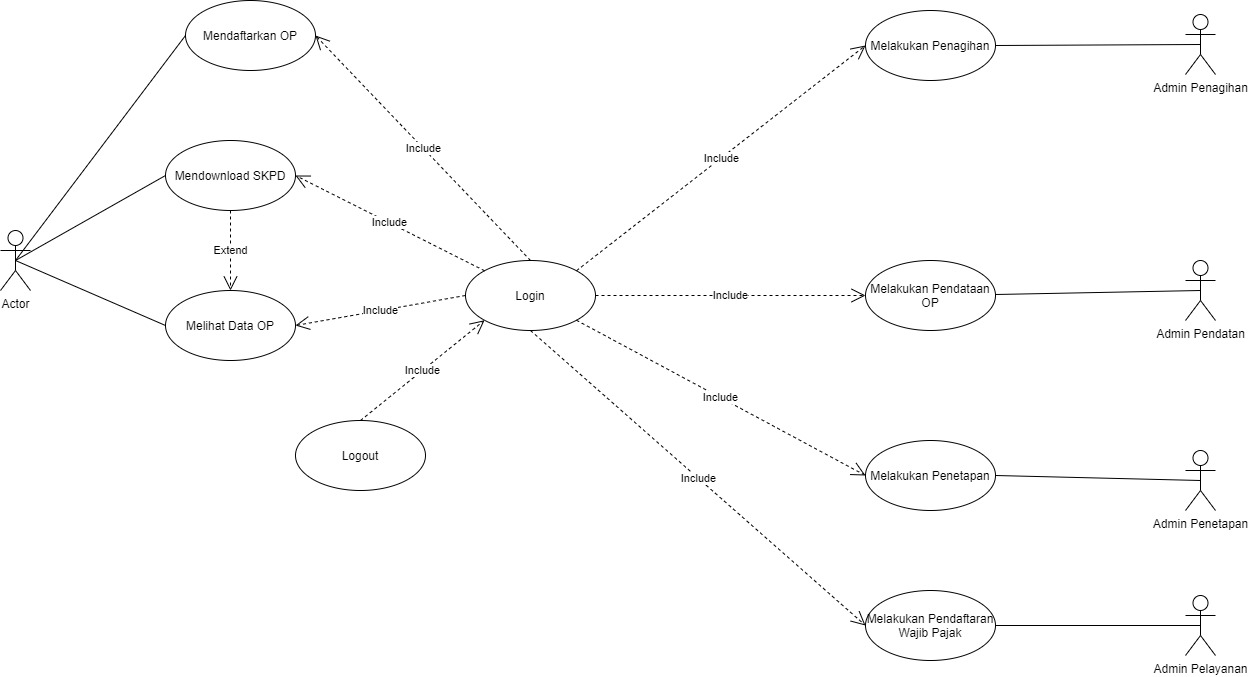 Mendaftarkan OP
Melakukan Penagihan
Admin Penagihan
Include
Include
Mendownload SKPD
Include
Extend
Actor
Login
Include
Melakukan Pendataan
OP
Include
Melihat Data OP
Admin Pendatan
Include
Include
Logout
Include
Melakukan Penetapan
Admin Penetapan
Melakukan Pendaftaran
Wajib Pajak
Admin Pelayanan